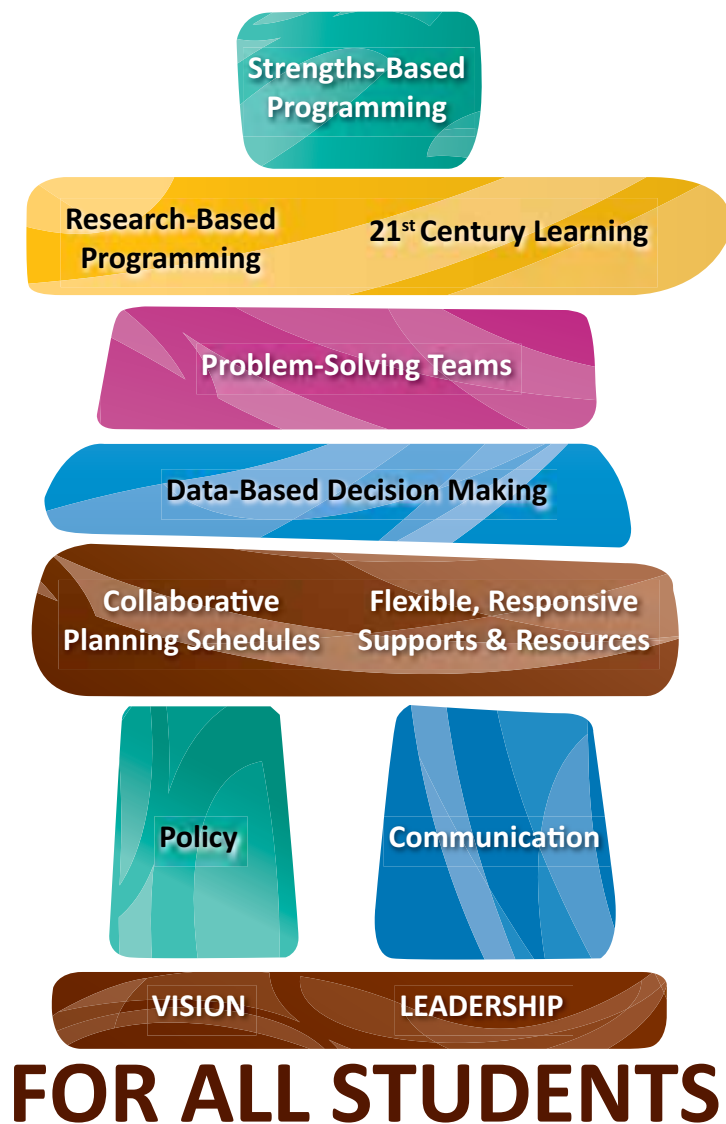 Strengths-Based
Programming
Research-Based
Programming
21st Century Learning
Problem-Solving Teams
Data-Based Decision Making
Collaborative
Planning Schedules
Flexible, Responsive
Supports & Resources
Policy
Communication
VISION
LEADERSHIP
FOR ALL STUDENTS